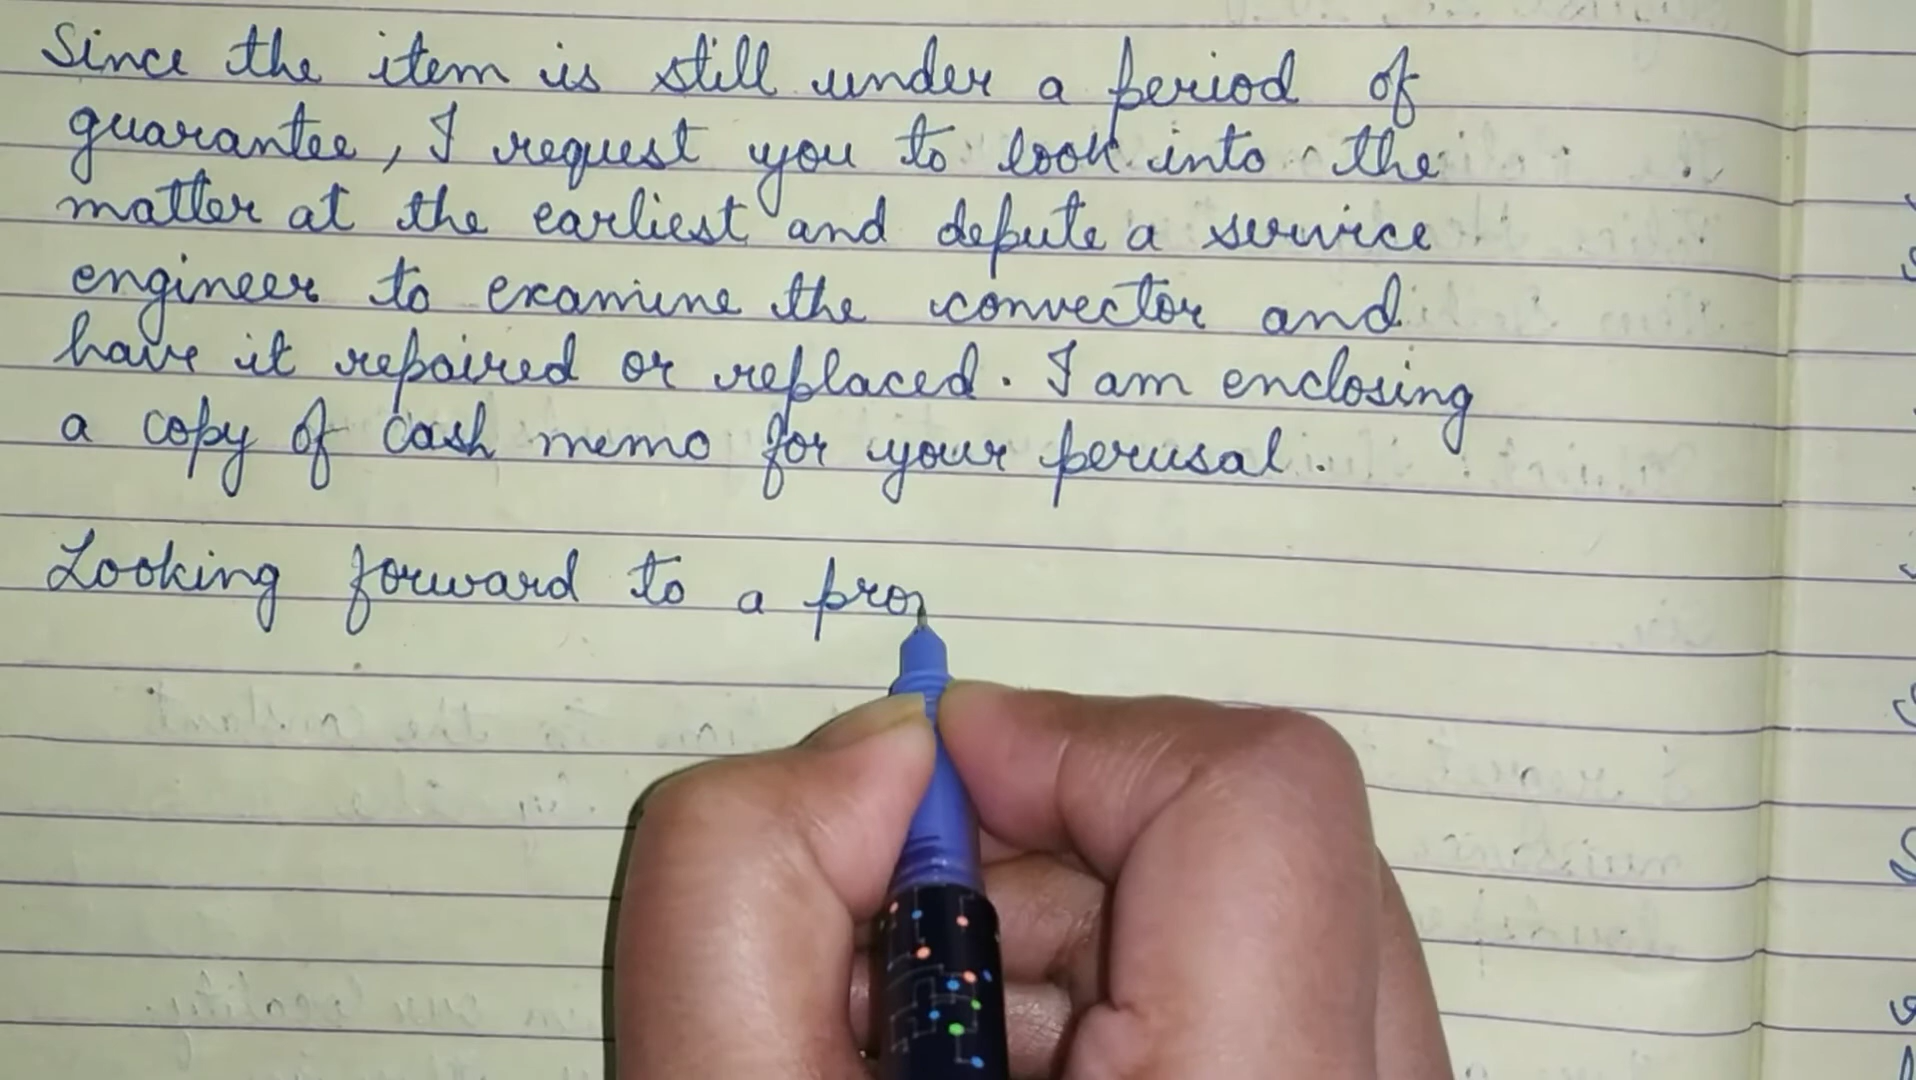 Since the item is still under a period of
guarantee, I request you to look into the
matter at the earliest and depute a service
engineer to examine the convector and
have it repaired or replaced. I am enclosing
a copy of Cash memo for your perusal.
Looking forward to a pro